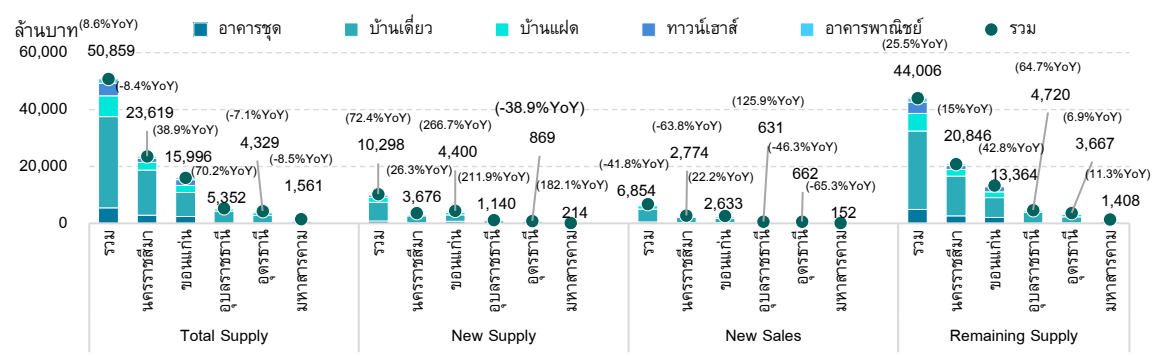 ล้านบาท
(8.6%YoY)
อาคารชุด
บ้านเดี่ยว
บ้านแฝด
ทาวน์เฮาส์
อาคารพาณิชย์
รวม
60,000
40,000
20,000
0
50,859
(-8.4%YoY)
23,619
(38.9%YoY)
15,996
(70.2%YoY)
5,352
(-7.1%YoY)
4,329
(-8.5%YoY)
1,561
(72.4%YoY)
10,298
(26.3%YoY)
3,676
(266.7%YoY)
4,400
(211.9%YoY)
1,140
(-38.9%YoY)
869
(182.1%YoY)
214
(-41.8%YoY)
6,854
(-63.8%YoY)
2,774
(22.2%YoY)
2,633
(125.9%YoY)
631
(-46.3%YoY)
662
(-65.3%YoY)
152
(25.5%YoY)
44,006
(15%YoY)
20,846
(42.8%YoY)
13,364
(64.7%YoY)
4,720
(6.9%YoY)
3,667
(11.3%YoY)
1,408
รวม
นครราชสีมา
ขอนแก่น
อุบลราชธานี
อุดรธานี
มหาสารคาม
รวม
นครราชสีมา
ขอนแก่น
อุบลราชธานี
อุดรธานี
มหาสารคาม
รวม
นครราชสีมา
ขอนแก่น
อุบลราชธานี
อุดรธานี
มหาสารคาม
รวม
นครราชสีมา
ขอนแก่น
อุบลราชธานี
อุดรธานี
มหาสารคาม
Total Supply
New Supply
New Sales
Remaining Supply